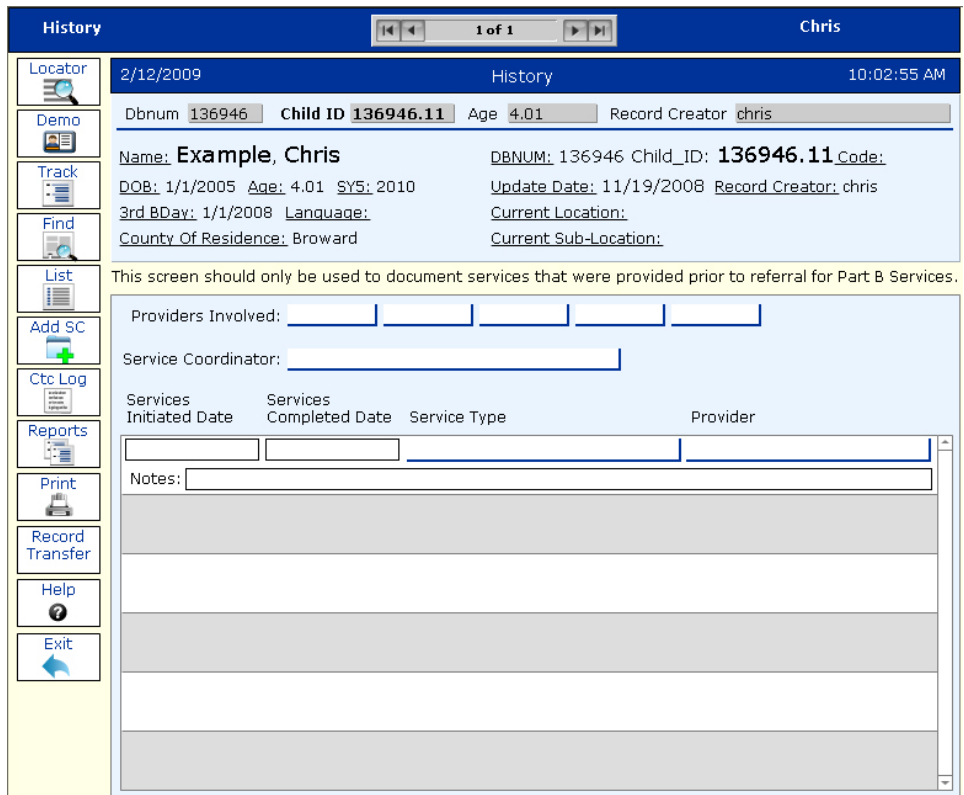 History 1 of 1 Chris
Locator
Demo
Track
Find
List
Add SC
Ctc Log
Reports
Print
Record
Transfer
Help
Exit
2/12/2009 History 10:02:55 AM
Dbnum 136946 Child ID 136946.11 Age 4.01 Record Creator chris
Name: Example, Chris DBNUM: 136946 Child_ID: 136946.11 Code:
DOB: 1/1/2005 Age: 4.01 SY5: 2010 Update Date: 11/19/2008 Record Creator: chris
3rd BDay: 1/1/2008 Language: Current Location:
County Of Residence: Broward Current Sub-Location:
This screen should only be used to document services that were provided prior to referral for Part B Services.
Providers Involved:
Service Coordinator:
Services Services
Initiated Date Completed Date Service Type Provider
Notes: